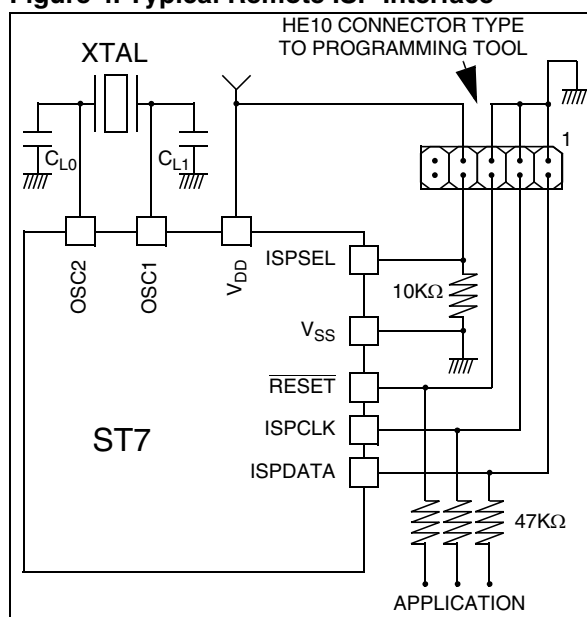 Figure 4. Typical Remote ISP Interface
HE10 CONNECTOR TYPE
TO PROGRAMMING TOOL
XTAL
1
CL0
CL1
OSC2
OSC1
VDD
ISPSEL
10KΩ
VSS
RESET
ISPCLK
ST7
ISPDATA
47KΩ
APPLICATION